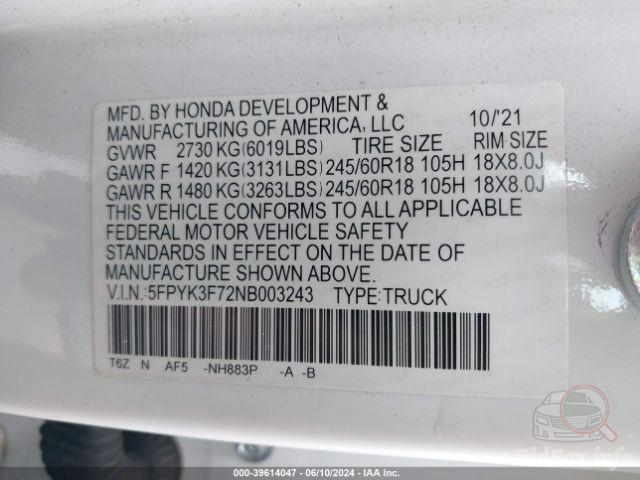 MFD. BY HONDA DEVELOPMENT &
MANUFACTURING OF AMERICA, LLC 10/'21
GVWR 2730 KG(6019LBS) TIRE SIZE RIM SIZE
GAWR F 1420 KG(3131LBS) 245/60R18 105H 18X8.0J
GAWR R 1480 KG(3263LBS) 245/60R18 105H 18X8.0J
THIS VEHICLE CONFORMS TO ALL APPLICABLE
FEDERAL MOTOR VEHICLE SAFETY
STANDARDS IN EFFECT ON THE DATE OF
MANUFACTURE SHOWN ABOVE.
V.I.N.:5FPYK3F72NB003243 TYPE:TRUCK
T6Z N AF5 -NH883P -A -B
BidFax.info
000-39614047 - 06/10/2024 - IAA Inc.